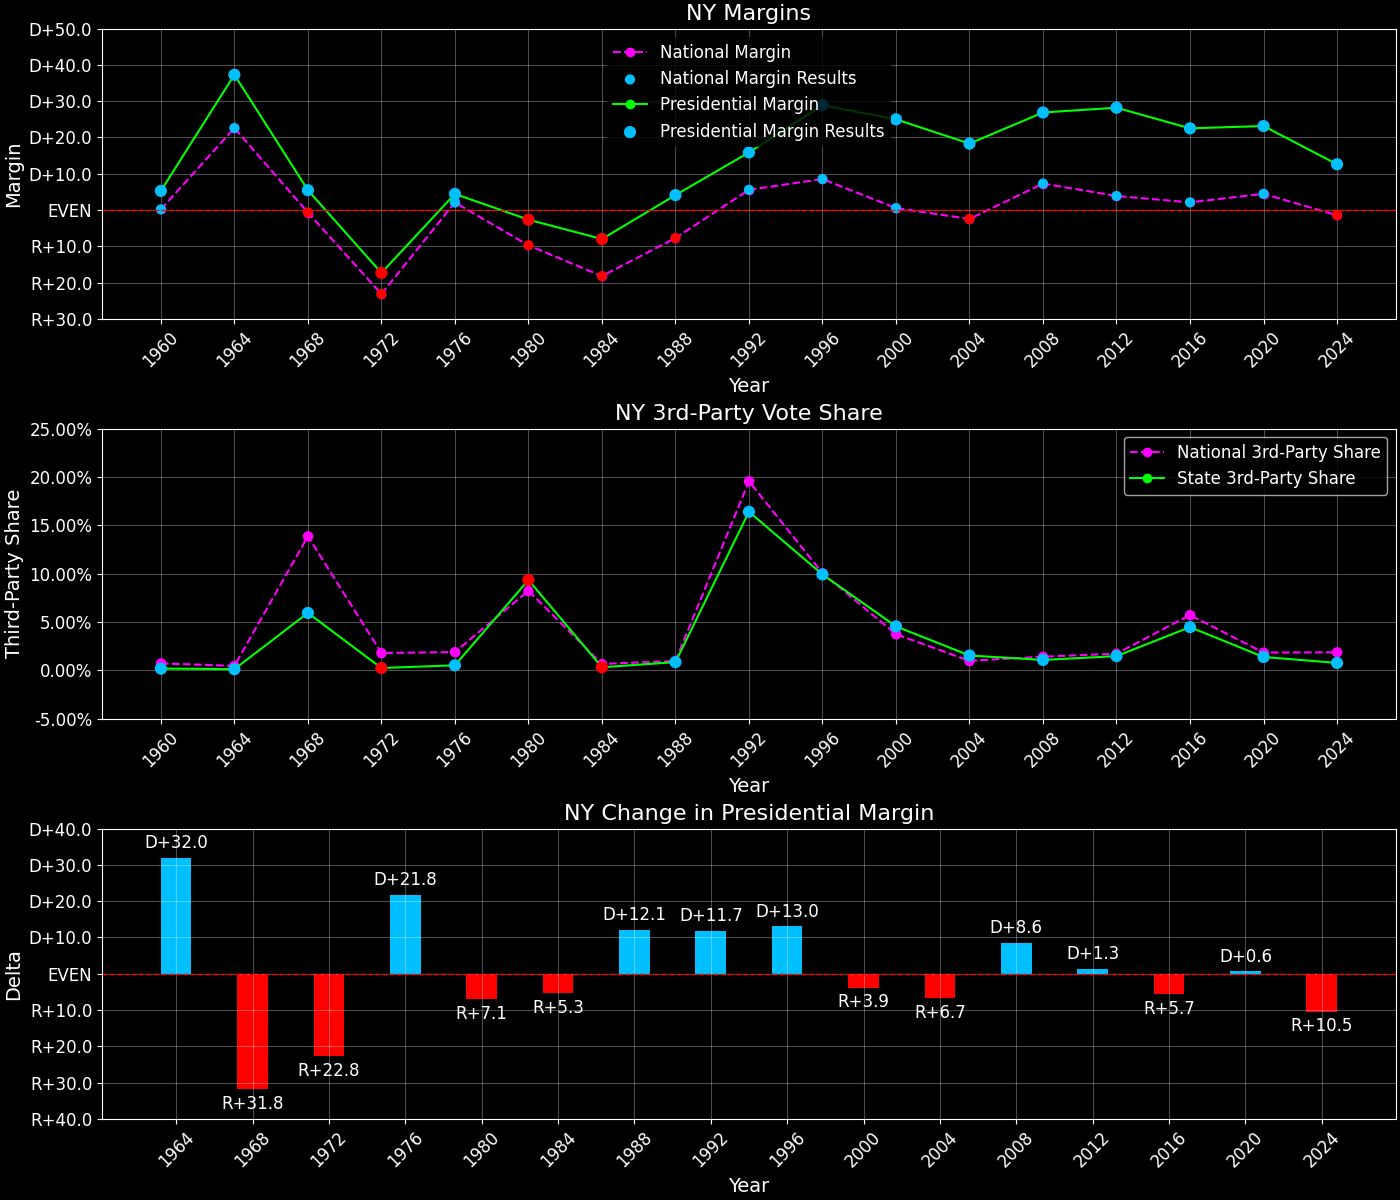 NY Margins
D+50.0
D+40.0
D+30.0
D+20.0
D+10.0
EVEN
R+10.0
R+20.0
R+30.0
Margin
National Margin
National Margin Results
Presidential Margin
Presidential Margin Results
1960 1964 1968 1972 1976 1980 1984 1988 1992 1996 2000 2004 2008 2012 2016 2020 2024
Year
NY 3rd-Party Vote Share
25.00%
20.00%
15.00%
10.00%
5.00%
0.00%
-5.00%
Third-Party Share
National 3rd-Party Share
State 3rd-Party Share
1960 1964 1968 1972 1976 1980 1984 1988 1992 1996 2000 2004 2008 2012 2016 2020 2024
Year
NY Change in Presidential Margin
D+40.0
D+30.0
D+20.0
D+10.0
EVEN
R+10.0
R+20.0
R+30.0
R+40.0
Delta
D+32.0
R+31.8
R+22.8
D+21.8
R+7.1
R+5.3
D+12.1
D+11.7
D+13.0
R+3.9
R+6.7
D+8.6
D+1.3
R+5.7
D+0.6
R+10.5
1964 1968 1972 1976 1980 1984 1988 1992 1996 2000 2004 2008 2012 2016 2020 2024
Year